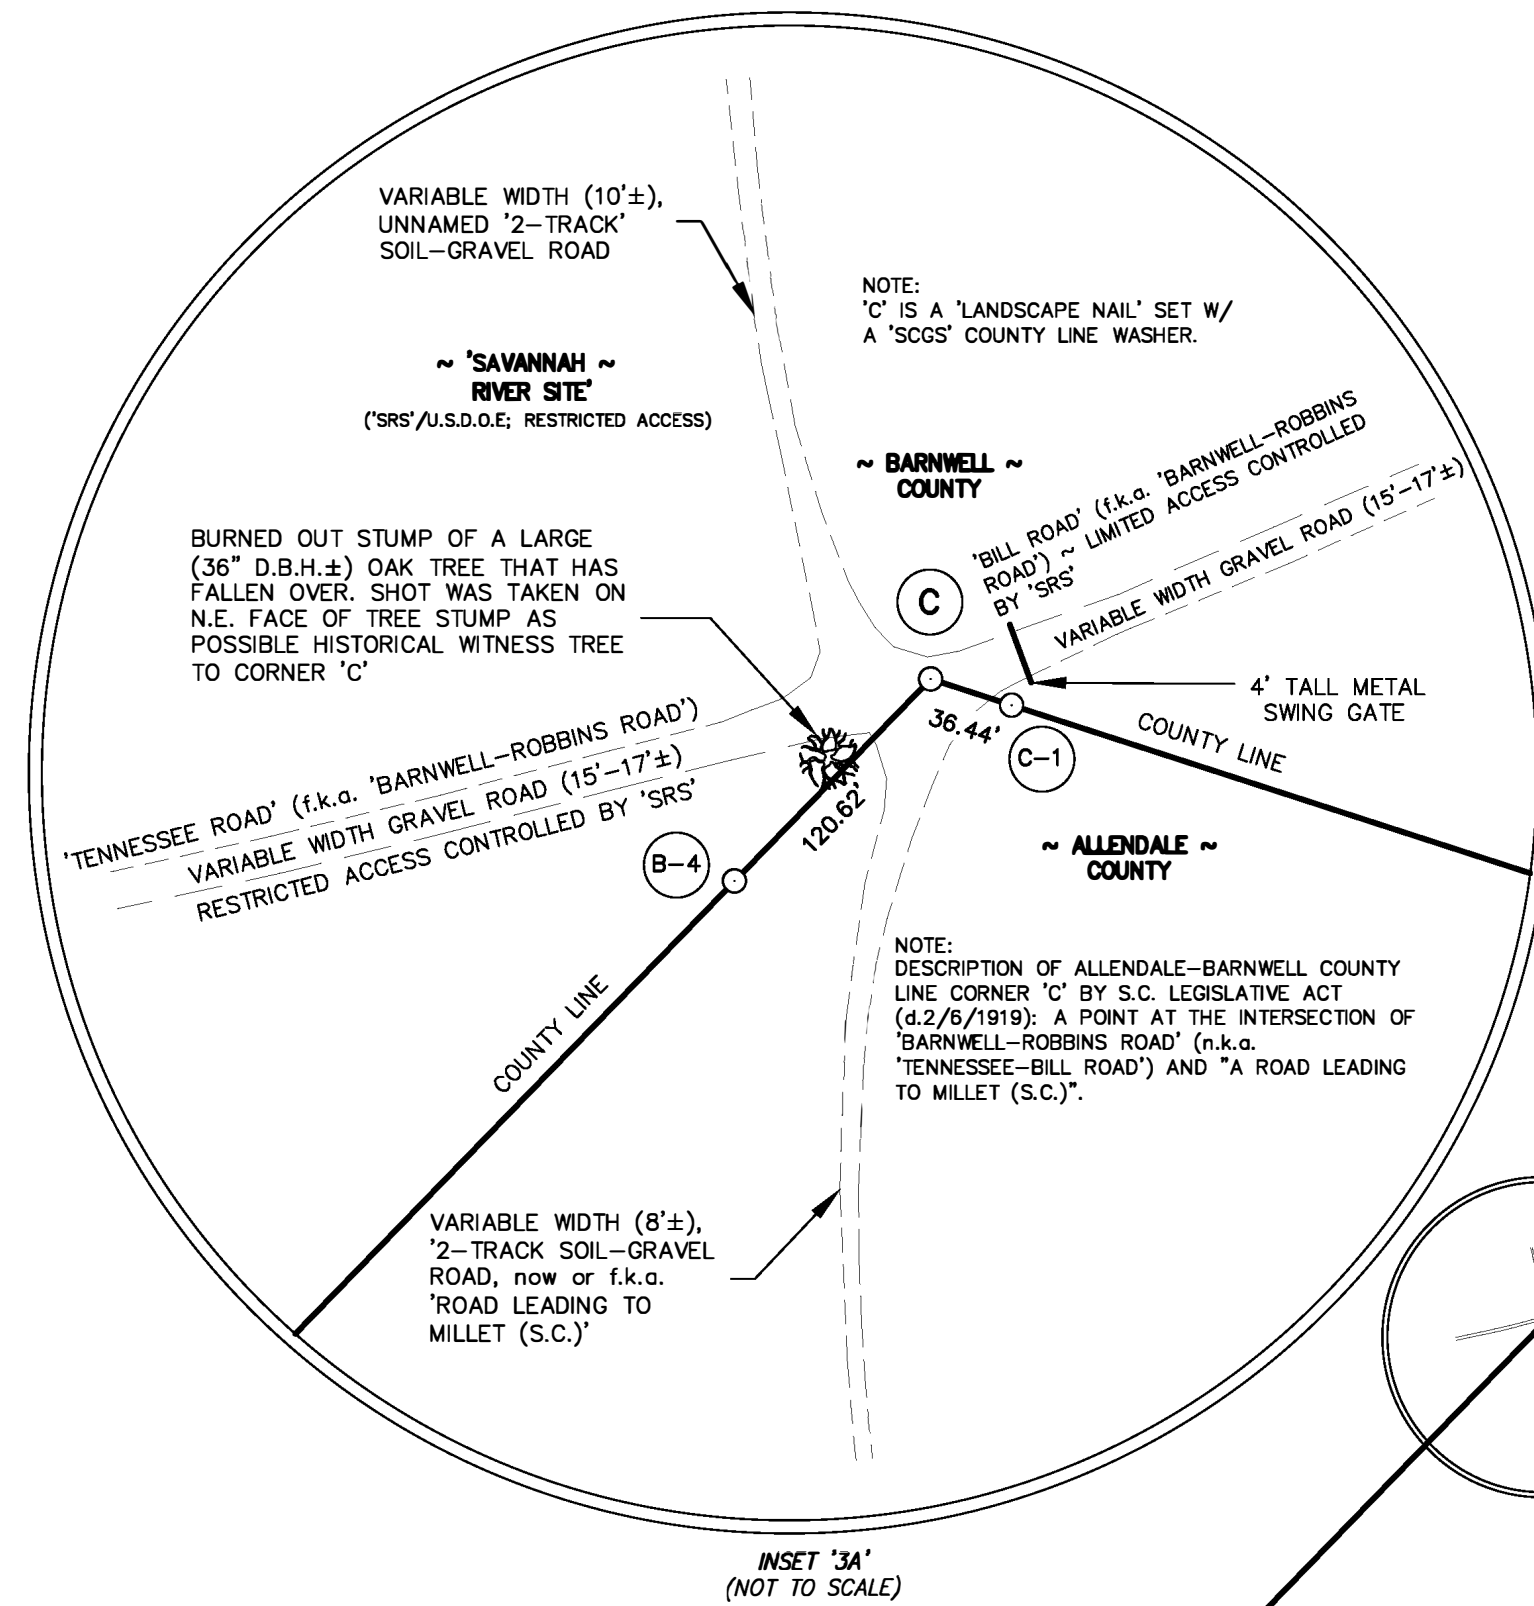 VARIABLE WIDTH (10'±),
UNNAMED '2-TRACK'
SOIL-GRAVEL ROAD
NOTE:
'C' IS A 'LANDSCAPE NAIL' SET W/
A 'SCGS' COUNTY LINE WASHER.
~ 'SAVANNAH ~
RIVER SITE'
('SRS'/U.S.D.O.E; RESTRICTED ACCESS)
~ BARNWELL ~
COUNTY
'BILL ROAD' (f.k.a. 'BARNWELL-ROBBINS
ROAD') ~ LIMITED ACCESS CONTROLLED
BY 'SRS'
VARIABLE WIDTH GRAVEL ROAD (15'-17'±)
BURNED OUT STUMP OF A LARGE
(36" D.B.H.±) OAK TREE THAT HAS
FALLEN OVER. SHOT WAS TAKEN ON
N.E. FACE OF TREE STUMP AS
POSSIBLE HISTORICAL WITNESS TREE
TO CORNER 'C'
C
4' TALL METAL
SWING GATE
36.44'
C-1
COUNTY LINE
'TENNESSEE ROAD' (f.k.a. 'BARNWELL-ROBBINS ROAD')
VARIABLE WIDTH GRAVEL ROAD (15'-17'±)
RESTRICTED ACCESS CONTROLLED BY 'SRS'
120.62'
B-4
~ ALLENDALE ~
COUNTY
COUNTY LINE
NOTE:
DESCRIPTION OF ALLENDALE-BARNWELL COUNTY
LINE CORNER 'C' BY S.C. LEGISLATIVE ACT
(d.2/6/1919): A POINT AT THE INTERSECTION OF
'BARNWELL-ROBBINS ROAD' (n.k.a.
'TENNESSEE-BILL ROAD') AND "A ROAD LEADING
TO MILLET (S.C.)".
VARIABLE WIDTH (8'±),
'2-TRACK SOIL-GRAVEL
ROAD, now or f.k.a.
'ROAD LEADING TO
MILLET (S.C.)'
INSET '3A'
(NOT TO SCALE)